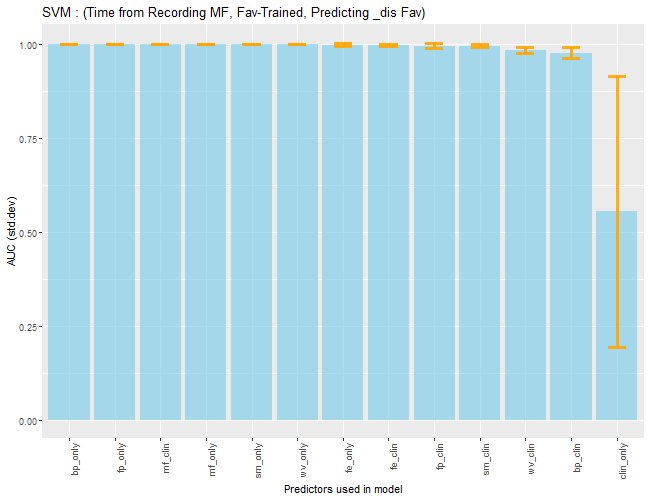 SVM : (Time from Recording MF, Fav-Trained, Predicting _dis Fav)
AUC (std.dev)
1.00
0.75
0.50
0.25
0.00
bp_only
fp_only
mf_clin
mf_only
sm_only
wv_only
fe_only
fe_clin
fp_clin
sm_clin
wv_clin
bp_clin
clin_only
Predictors used in model